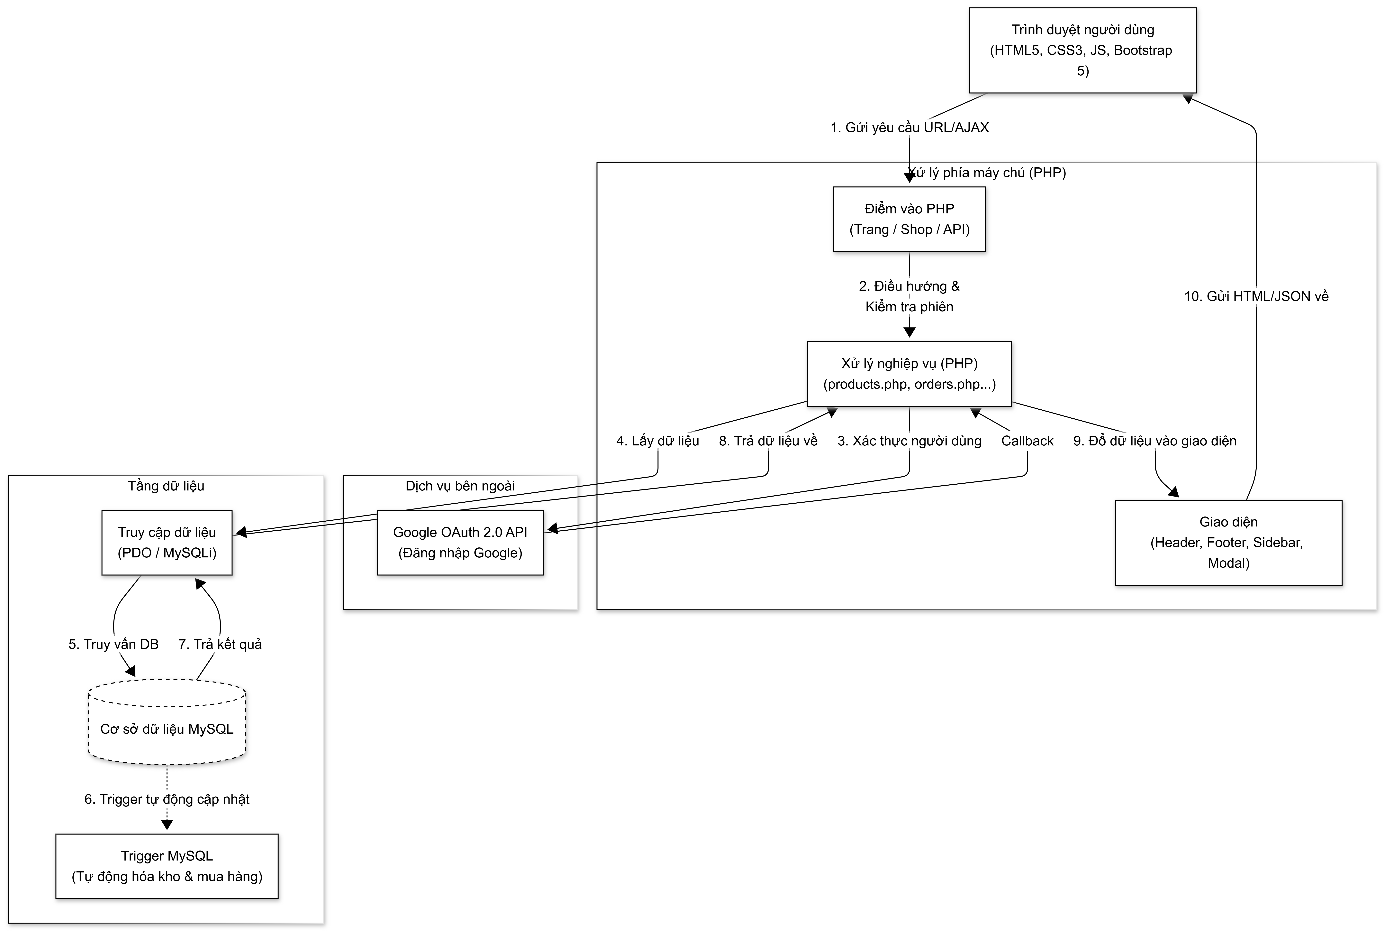 Trình duyệt người dùng
(HTML5, CSS3, JS, Bootstrap
5)
1. Gửi yêu cầu URL/AJAX
Xử lý phía máy chủ (PHP)
Điểm vào PHP
(Trang / Shop / API)
2. Điều hướng &
Kiểm tra phiên
10. Gửi HTML/JSON về
Xử lý nghiệp vụ (PHP)
(products.php, orders.php...)
4. Lấy dữ liệu
8. Trả dữ liệu về
3. Xác thực người dùng
Callback
9. Đổ dữ liệu vào giao diện
Tầng dữ liệu
Dịch vụ bên ngoài
Truy cập dữ liệu
(PDO / MySQLi)
Google OAuth 2.0 API
(Đăng nhập Google)
Giao diện
(Header, Footer, Sidebar,
Modal)
5. Truy vấn DB
7. Trả kết quả
Cơ sở dữ liệu MySQL
6. Trigger tự động cập nhật
Trigger MySQL
(Tự động hóa kho & mua hàng)